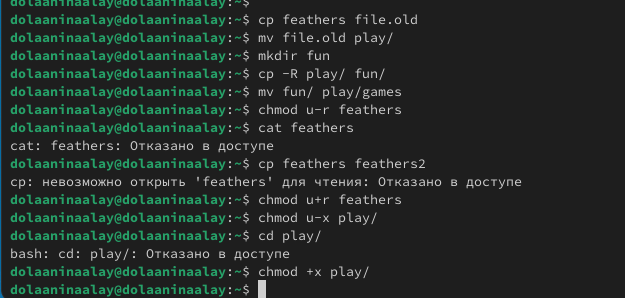 dolaaninaalay@dolaaninaalay:~$
dolaaninaalay@dolaaninaalay:~$ cp feathers file.old
dolaaninaalay@dolaaninaalay:~$ mv file.old play/
dolaaninaalay@dolaaninaalay:~$ mkdir fun
dolaaninaalay@dolaaninaalay:~$ cp -R play/ fun/
dolaaninaalay@dolaaninaalay:~$ mv fun/ play/games
dolaaninaalay@dolaaninaalay:~$ chmod u-r feathers
dolaaninaalay@dolaaninaalay:~$ cat feathers
cat: feathers: Отказано в доступе
dolaaninaalay@dolaaninaalay:~$ cp feathers feathers2
cp: невозможно открыть 'feathers' для чтения: Отказано в доступе
dolaaninaalay@dolaaninaalay:~$ chmod u+r feathers
dolaaninaalay@dolaaninaalay:~$ chmod u-x play/
dolaaninaalay@dolaaninaalay:~$ cd play/
bash: cd: play/: Отказано в доступе
dolaaninaalay@dolaaninaalay:~$ chmod +x play/
dolaaninaalay@dolaaninaalay:~$